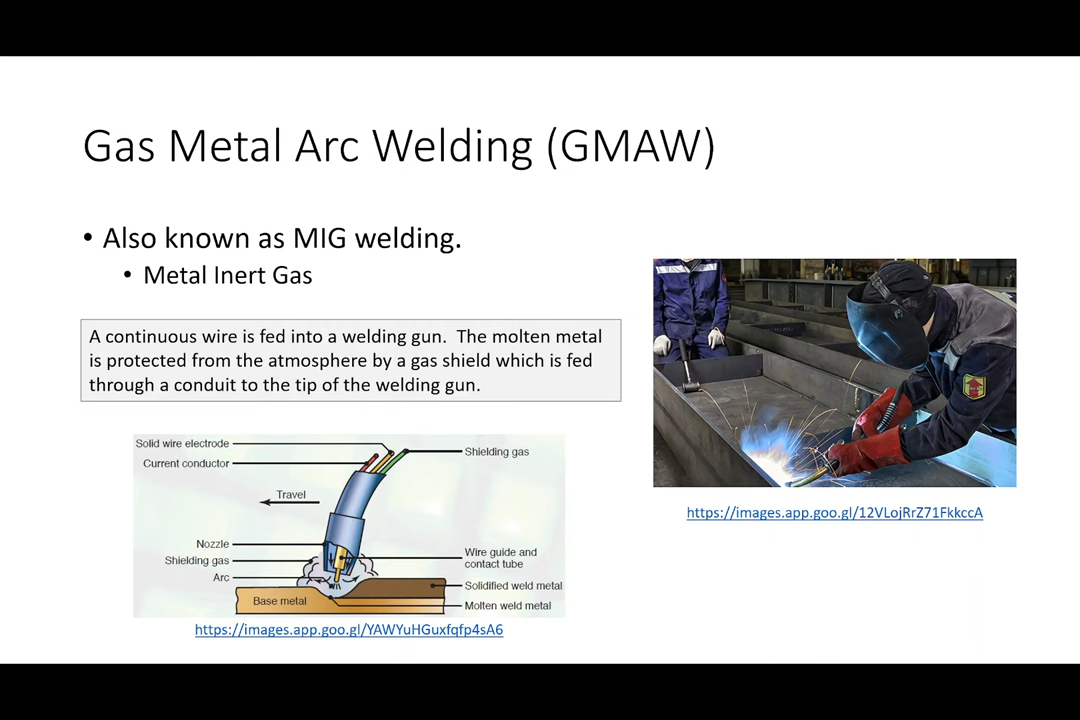 Gas Metal Arc Welding (GMAW)
• Also known as MIG welding.
• Metal Inert Gas
A continuous wire is fed into a welding gun.  The molten metal
is protected from the atmosphere by a gas shield which is fed
through a conduit to the tip of the welding gun.
Solid wire electrode
Current conductor
Shielding gas
Travel
Nozzle
Shielding gas
Arc
Wire guide and
contact tube
Solidified weld metal
Base metal
Molten weld metal
https://images.app.goo.gl/YAWYuHGuxfqfp4sA6
https://images.app.goo.gl/12VLojRrZ71FkkccA